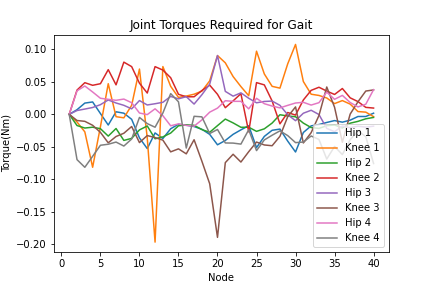 Joint Torques Required for Gait
Torque(Nm)
0.10
0.05
0.00
−0.05
−0.10
−0.15
−0.20
0 5 10 15 20 25 30 35 40
Node
Hip 1
Knee 1
Hip 2
Knee 2
Hip 3
Knee 3
Hip 4
Knee 4